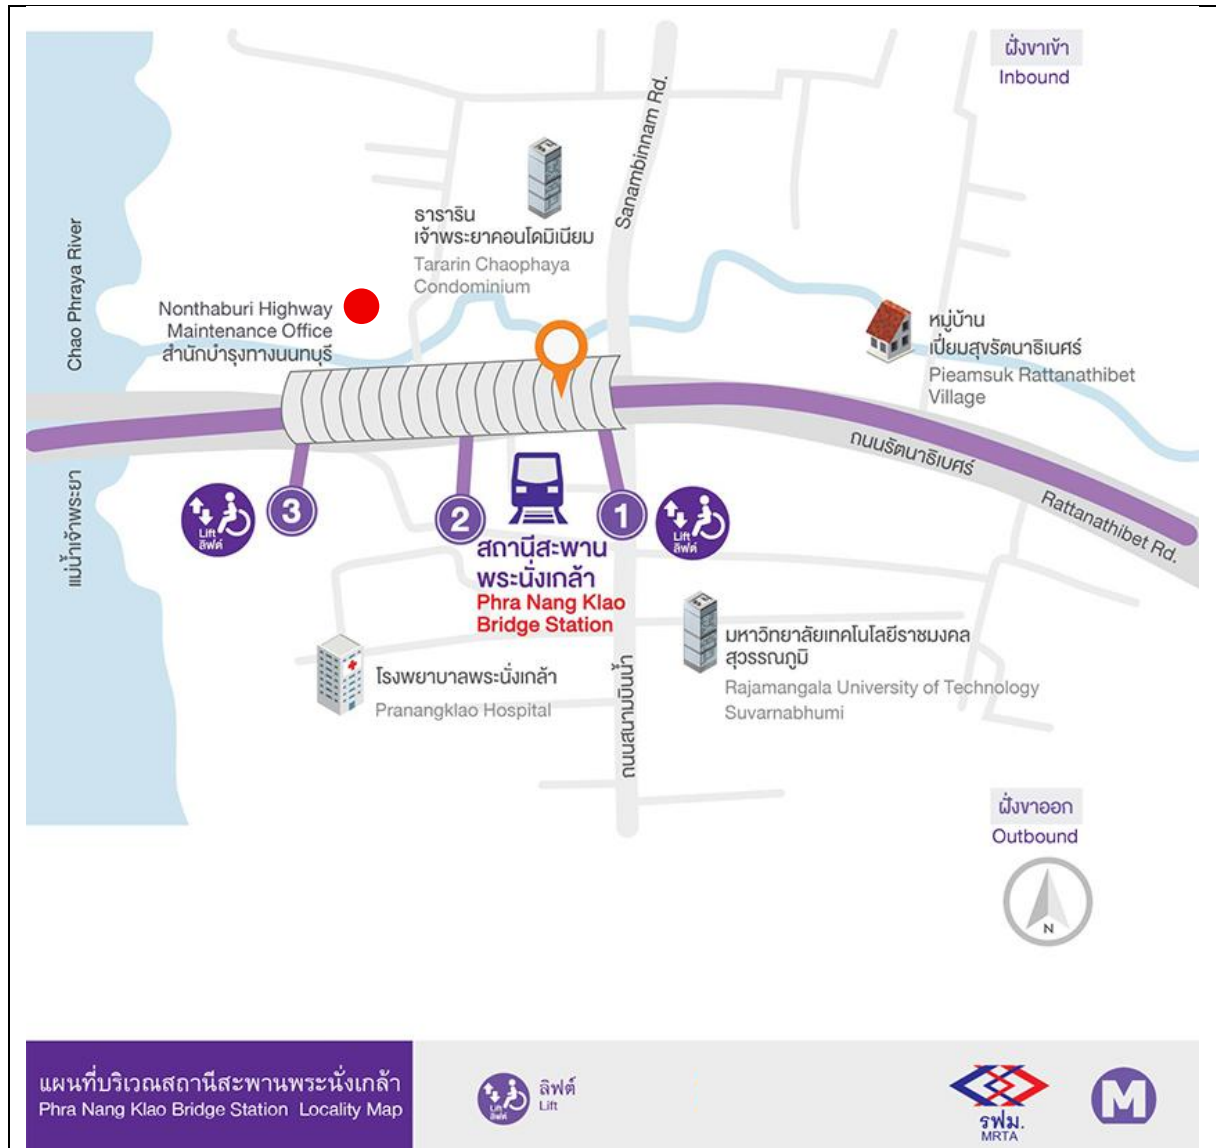 ฝั่งขาเข้า
Inbound
Sanambinnam Rd.
Chao Phraya River
ธาราริน
เจ้าพระยาคอนโดมิเนียม
Tararin Chaophaya
Condominium
Nonthaburi Highway
Maintenance Office
สำนักบำรุงทางนนทบุรี
หมู่บ้าน
เปี่ยมสุขรัตนาธิเบศร์
Pieamsuk Rattanathibet
Village
ถนนรัตนาธิเบศร์
Rattanathibet Rd.
แม่น้ำเจ้าพระยา
Lift
ลิฟต์
3
2
1
Lift
ลิฟต์
สถานีสะพาน
พระนั่งเกล้า
Phra Nang Klao
Bridge Station
โรงพยาบาลพระนั่งเกล้า
Pranangklao Hospital
ถนนสนามบินน้ำ
มหาวิทยาลัยเทคโนโลยีราชมงคล
สุวรรณภูมิ
Rajamangala University of Technology
Suvarnabhumi
ฝั่งขาออก
Outbound
N
แผนที่บริเวณสถานีสะพานพระนั่งเกล้า
Phra Nang Klao Bridge Station Locality Map
Lift
ลิฟต์
ลิฟต์
Lift
รฟม.
MRTA
M